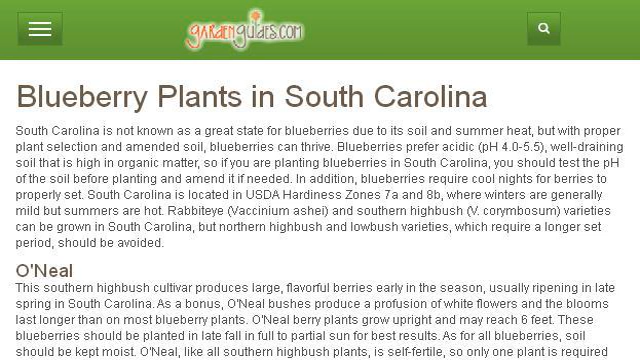 gardenguides.com
Blueberry Plants in South Carolina
South Carolina is not known as a great state for blueberries due to its soil and summer heat, but with proper
plant selection and amended soil, blueberries can thrive. Blueberries prefer acidic (pH 4.0-5.5), well-draining
soil that is high in organic matter, so if you are planting blueberries in South Carolina, you should test the pH
of the soil before planting and amend it if needed. In addition, blueberries require cool nights for berries to
properly set. South Carolina is located in USDA Hardiness Zones 7a and 8b, where winters are generally
mild but summers are hot. Rabbiteye (Vaccinium ashei) and southern highbush (V. corymbosum) varieties
can be grown in South Carolina, but northern highbush and lowbush varieties, which require a longer set
period, should be avoided.
O'Neal
This southern highbush cultivar produces large, flavorful berries early in the season, usually ripening in late
spring in South Carolina. As a bonus, O'Neal bushes produce a profusion of white flowers and the blooms
last longer than on most blueberry plants. O'Neal berry plants grow upright and may reach 6 feet. These
blueberries should be planted in late fall in full to partial sun for best results. As for all blueberries, soil
should be kept moist. O'Neal, like all southern highbush plants, is self-fertile, so only one plant is required